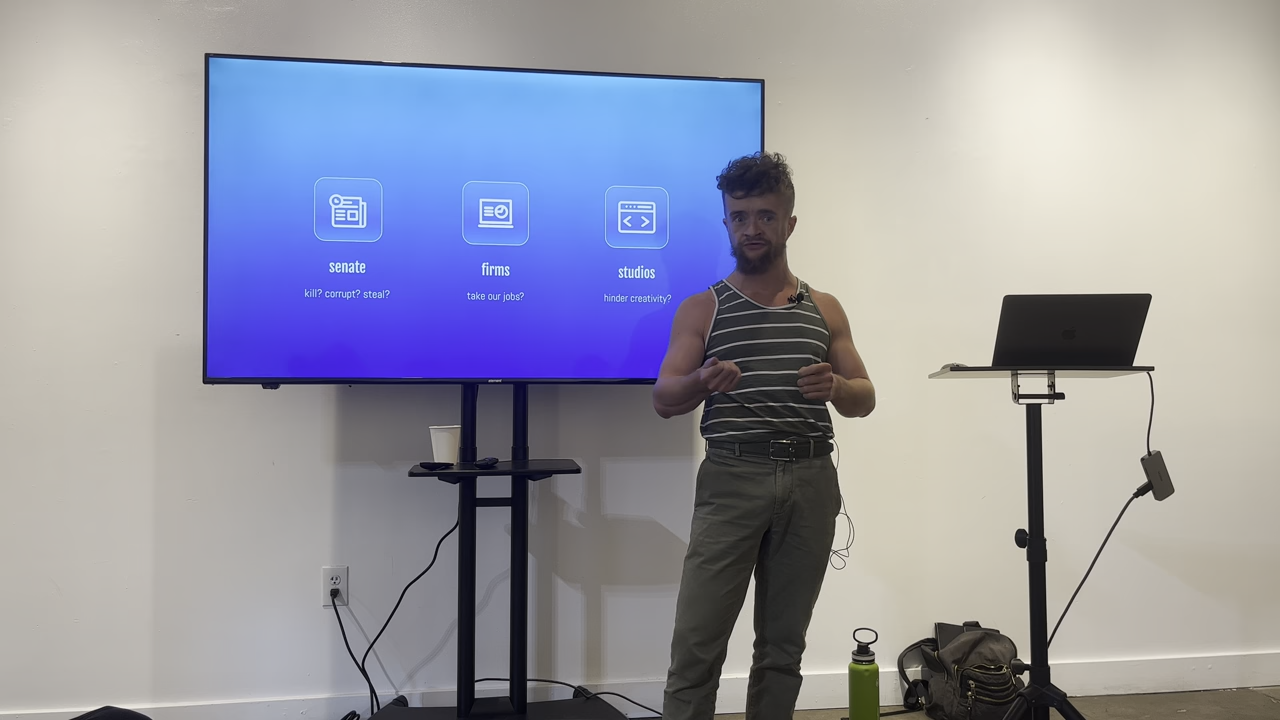 senate
firms
studios
kill? corrupt? steal?
take our jobs?
hinder creativity?